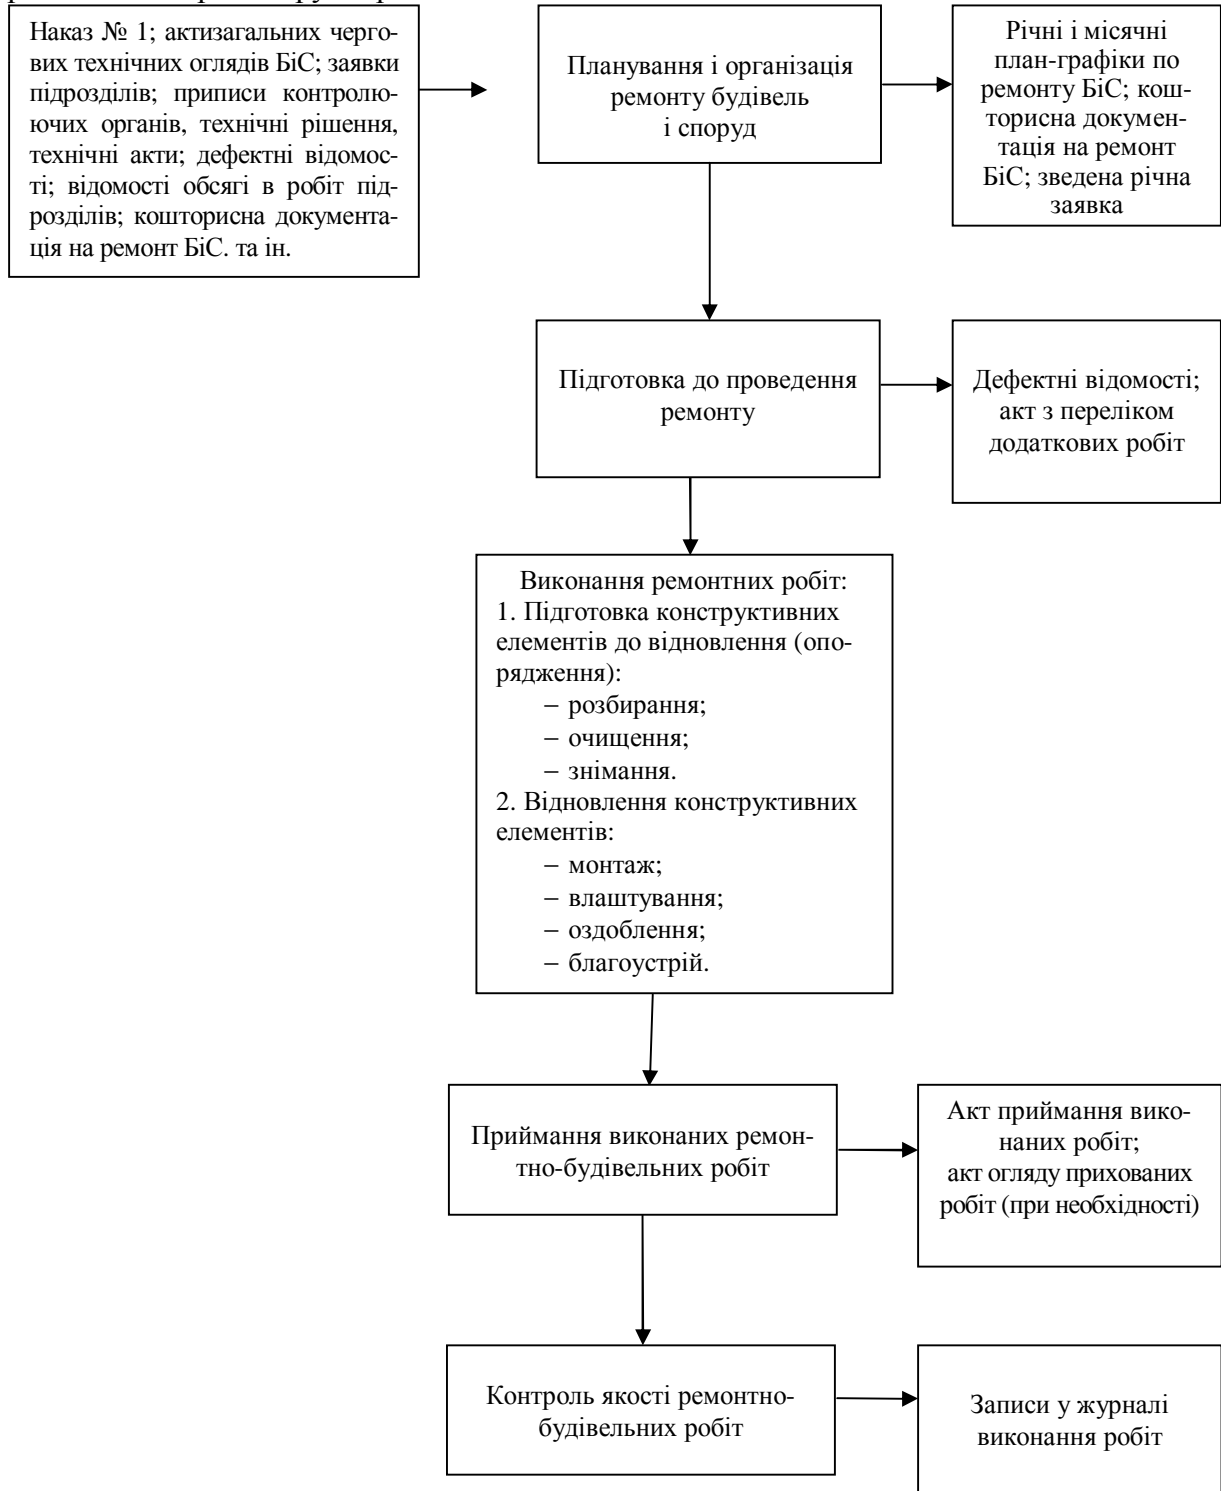 Наказ № 1; актизагальних черго-
вих технічних оглядів БіС; заявки
підрозділів; приписи контролю-
ючих органів, технічні рішення,
технічні акти; дефектні відомос-
ті; відомості обсягі в робіт під-
розділів; кошторисна документа-
ція на ремонт БіС. та ін.
Планування і організація
ремонту будівель
і споруд
Річні і місячні
план-графіки по
ремонту БіС; кош-
торисна докумен-
тація на ремонт
БіС; зведена річна
заявка
Підготовка до проведення
ремонту
Дефектні відомості;
акт з переліком
додаткових робіт
Виконання ремонтних робіт:
1. Підготовка конструктивних
елементів до відновлення (опо-
рядження):
– розбирання;
– очищення;
– знімання.
2. Відновлення конструктивних
елементів:
– монтаж;
– влаштування;
– оздоблення;
– благоустрій.
Приймання виконаних ремон-
тно-будівельних робіт
Акт приймання вико-
наних робіт;
акт огляду прихованих
робіт (при необхідності)
Контроль якості ремонтно-
будівельних робіт
Записи у журналі
виконання робіт